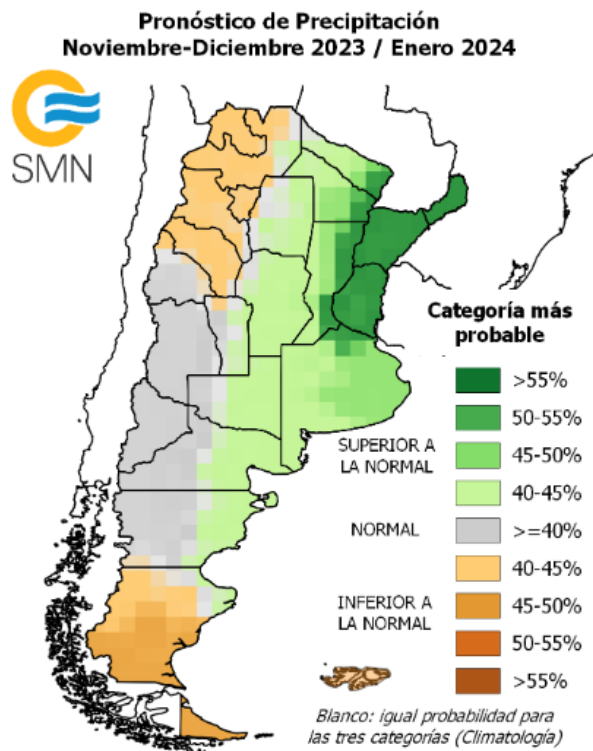 Pronóstico de Precipitación
Noviembre-Diciembre 2023 / Enero 2024
SMN
Categoría más
probable
>55%
50-55%
SUPERIOR A
LA NORMAL
45-50%
40-45%
NORMAL
>=40%
40-45%
INFERIOR A
LA NORMAL
45-50%
50-55%
>55%
Blanco: igual probabilidad para
las tres categorías (Climatología)